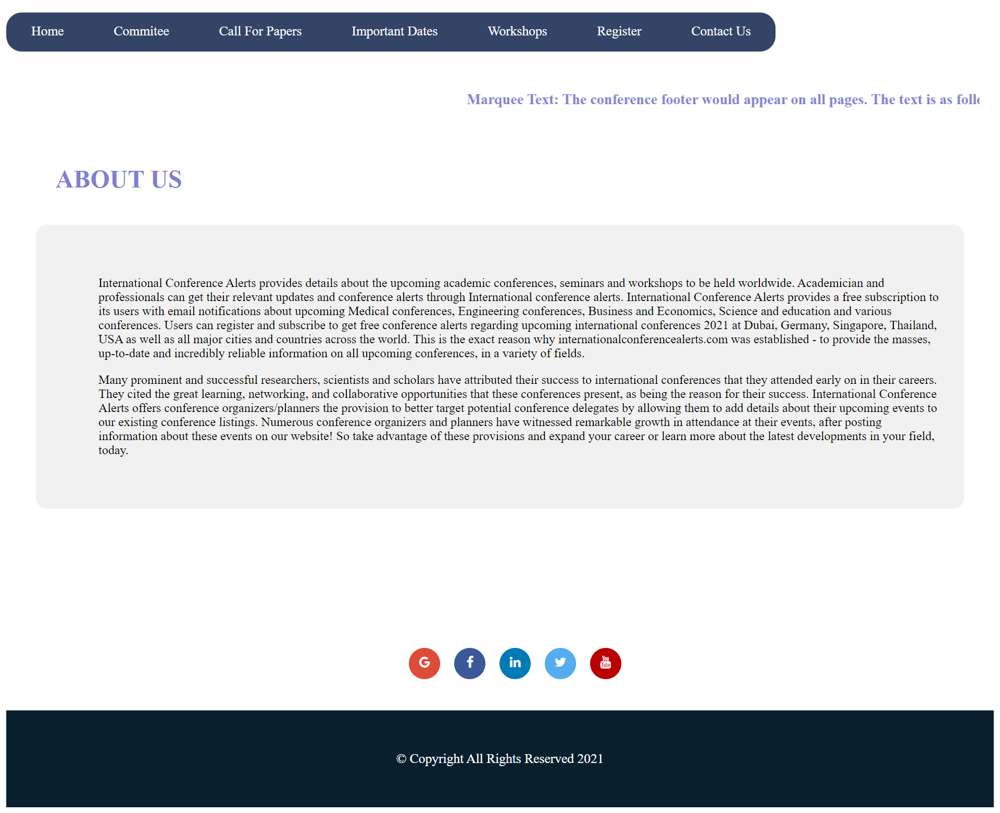 Home Commitee Call For Papers Important Dates Workshops Register Contact Us
Marquee Text: The conference footer would appear on all pages. The text is as
ABOUT US
International Conference Alerts provides details about the upcoming academic conferences, seminars and workshops to be held worldwide. Academician and
professionals can get their relevant updates and conference alerts through International conference alerts. International Conference Alerts provides a free subscription to
its users with email notifications about upcoming Medical conferences, Engineering conferences, Business and Economics, Science and education and various
conferences. Users can register and subscribe to get free conference alerts regarding upcoming international conferences 2021 at Dubai, Germany, Singapore, Thailand,
USA as well as all major cities and countries across the world. This is the exact reason why internationalconferencealerts.com was established - to provide the masses,
up-to-date and incredibly reliable information on all upcoming conferences, in a variety of fields.
Many prominent and successful researchers, scientists and scholars have attributed their success to international conferences that they attended early on in their careers.
They cited the great learning, networking, and collaborative opportunities that these conferences present, as being the reason for their success. International Conference
Alerts offers conference organizers/planners the provision to better target potential conference delegates by allowing them to add details about their upcoming events to
our existing conference listings. Numerous conference organizers and planners have witnessed remarkable growth in attendance at their events, after posting
information about these events on our website! So take advantage of these provisions and expand your career or learn more about the latest developments in your field,
today.
G f in You
Tube
© Copyright All Rights Reserved 2021